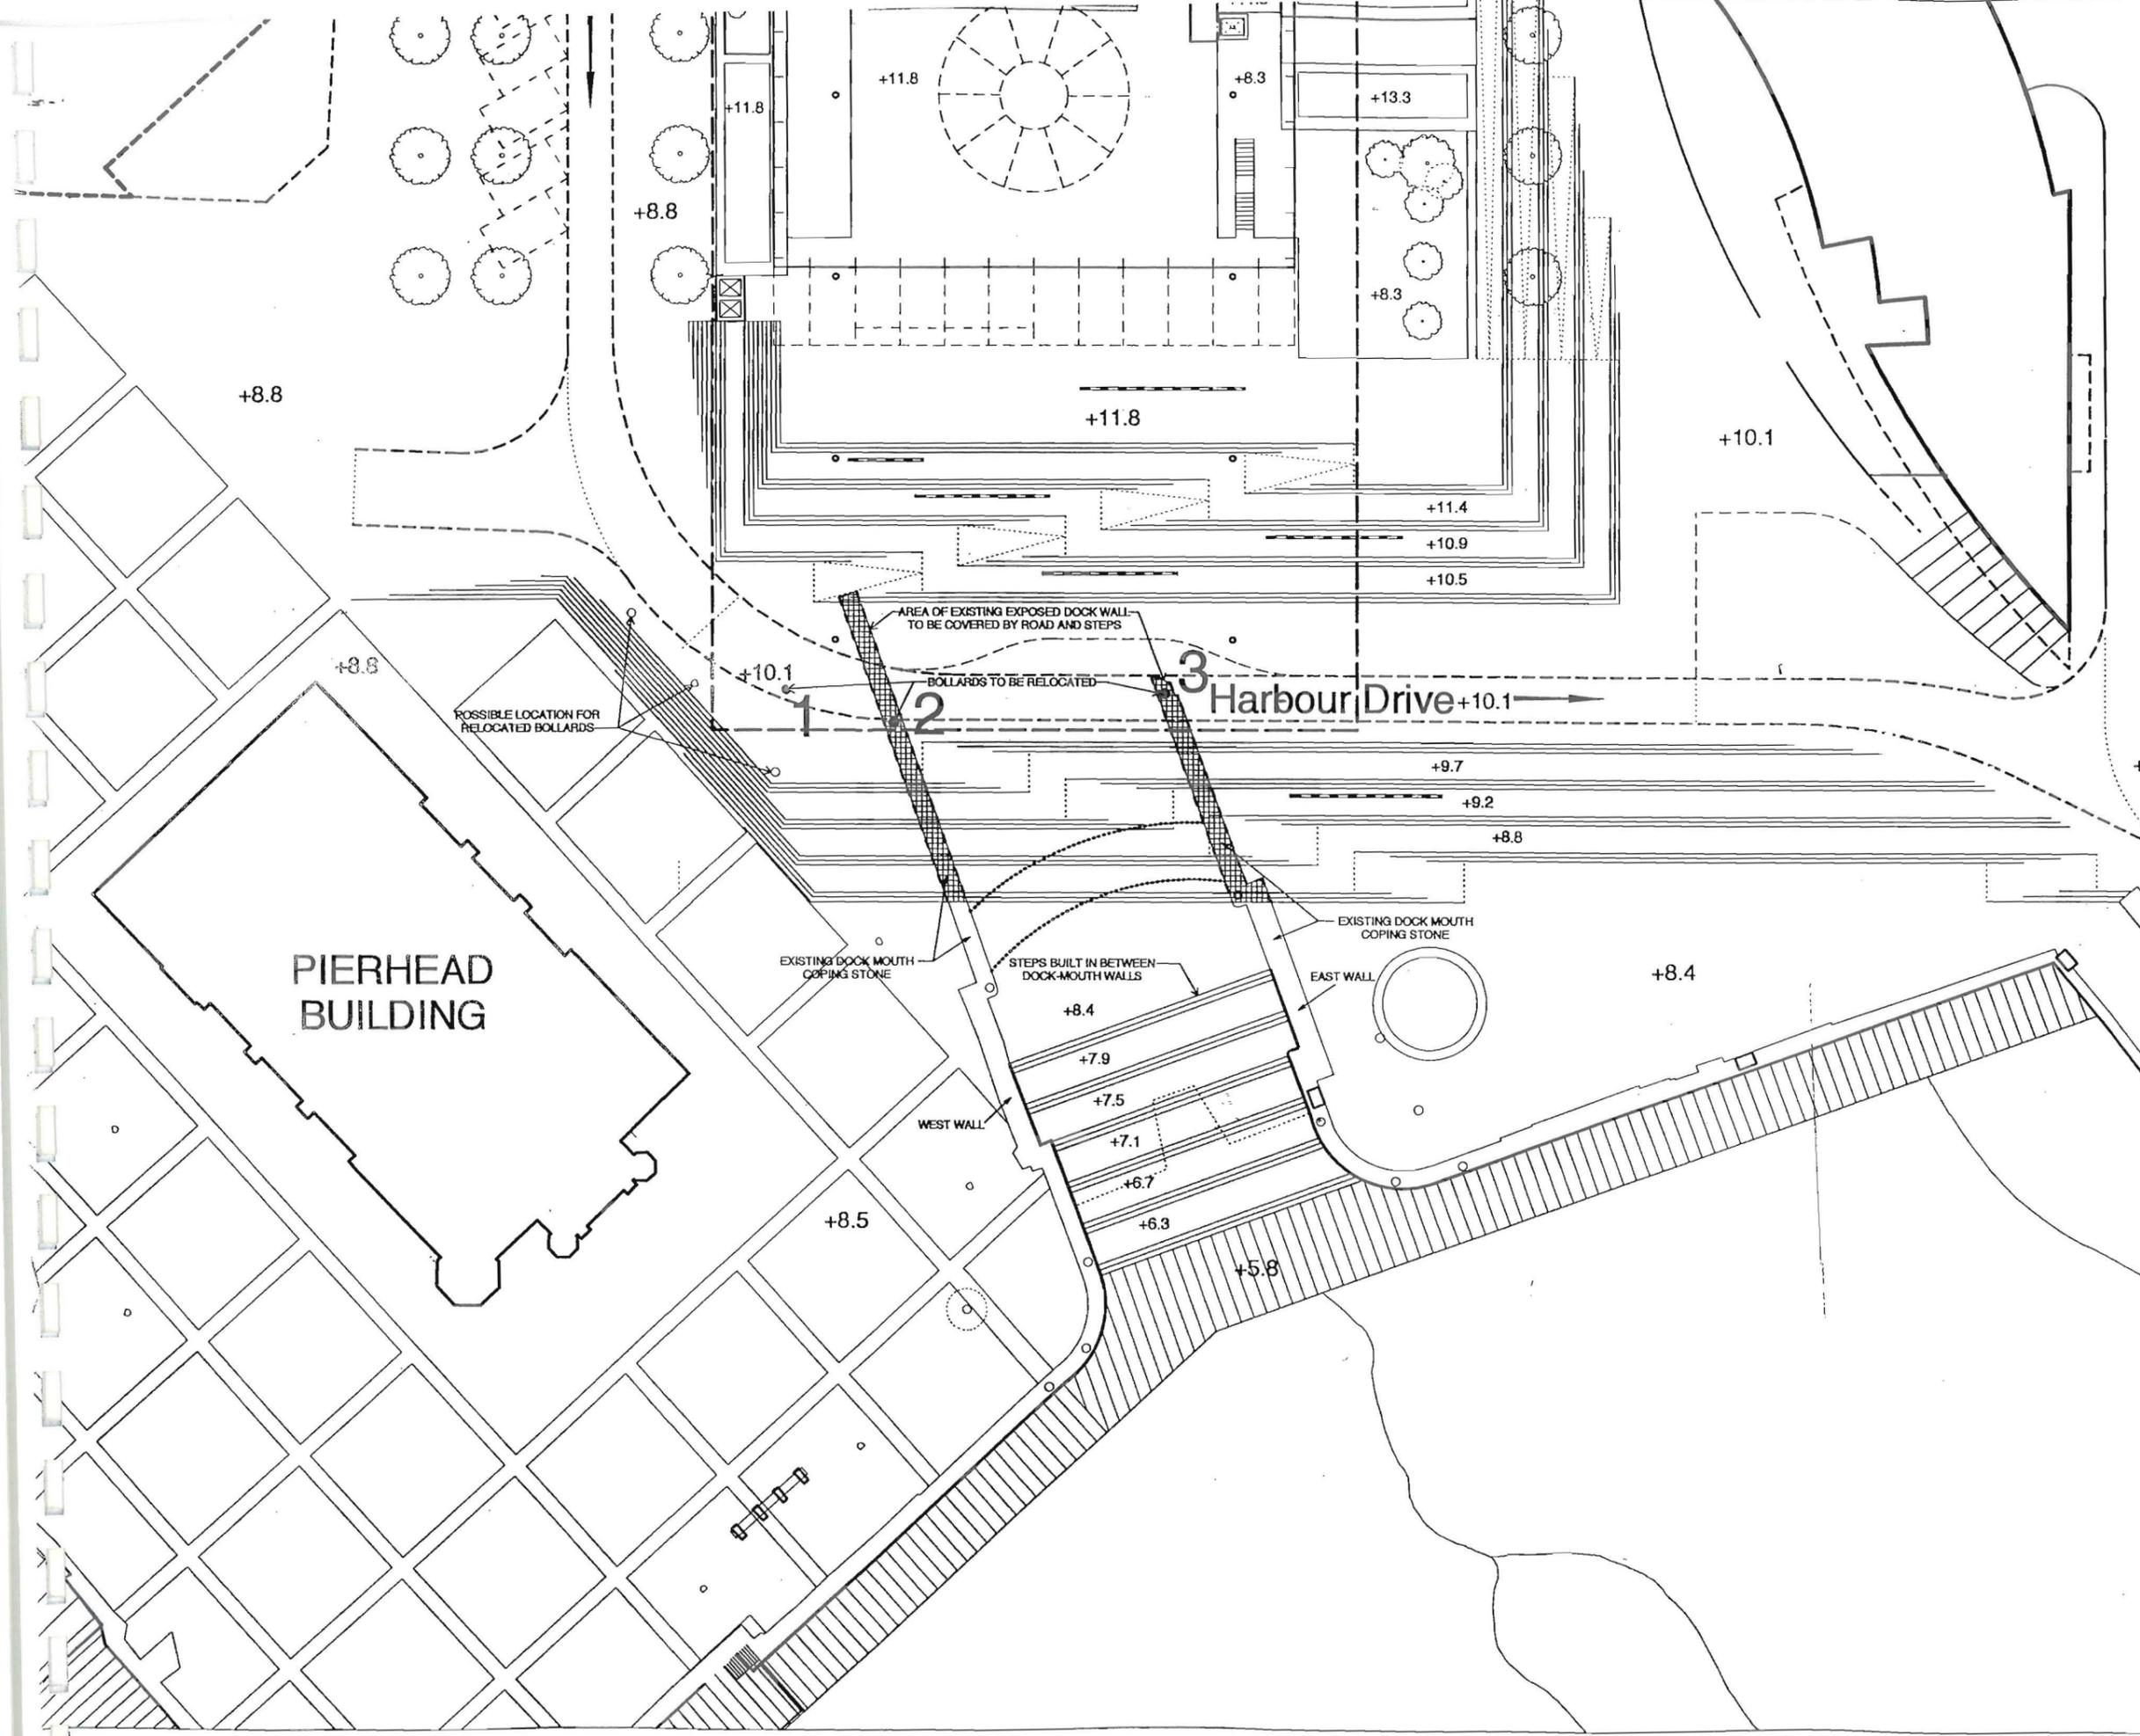 +11.8
+8.3
+11.8
+13.3
+8.8
+8.3
+8.8
+11.8
+10.1
+11.4
+10.9
+10.5
AREA OF EXISTING EXPOSED DOCK WALL
TO BE COVERED BY ROAD AND STEPS
+8.8
+10.1
BOLLARDS TO BE RELOCATED
3
Harbour Drive +10.1
1
2
POSSIBLE LOCATION FOR
RELOCATED BOLLARDS
+9.7
+9.2
+8.8
EXISTING DOCK MOUTH
COPING STONE
EXISTING DOCK MOUTH
COPING STONE
STEPS BUILT IN BETWEEN
DOCK-MOUTH WALLS
EAST WALL
+8.4
PIERHEAD
BUILDING
+8.4
+7.9
+7.5
WEST WALL
+7.1
+6.7
+8.5
+6.3
+5.8